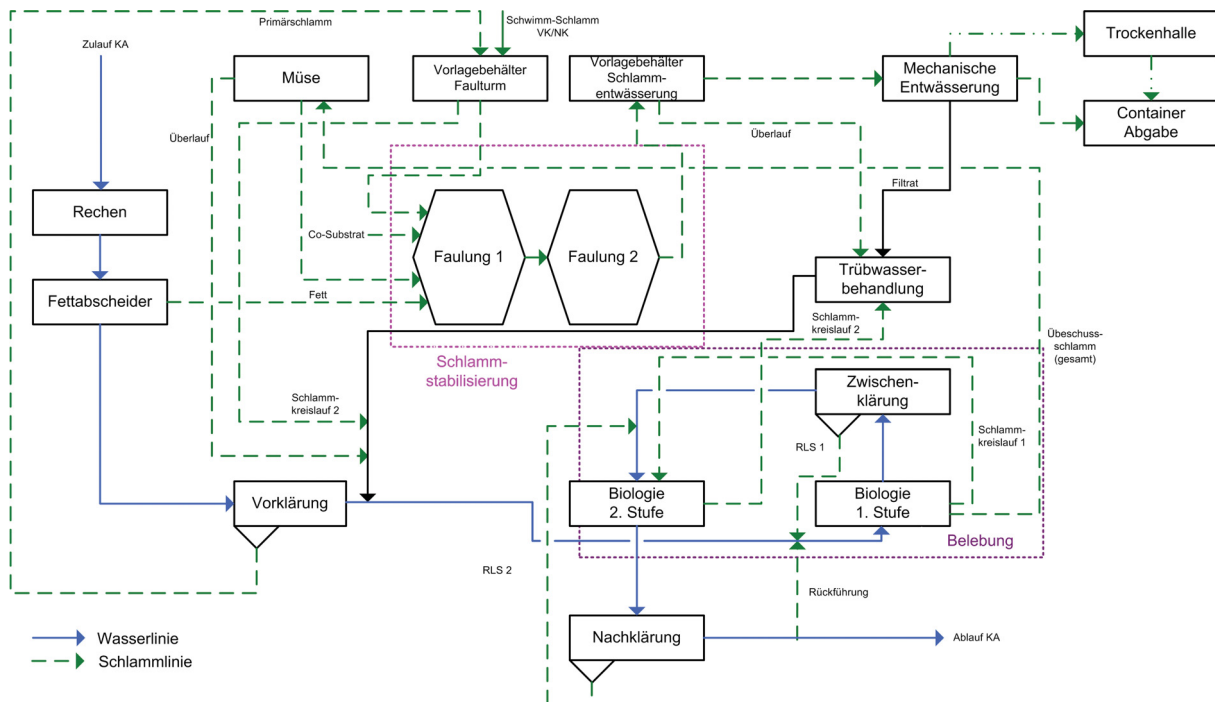 Primärschlamm
Schwimm-Schlamm
VK/NK
Zulauf KA
Müse
Vorlagebehälter
Faulturm
Vorlagebehälter
Schlamm-
entwässerung
Mechanische
Entwässerung
Trockenhalle
Container
Abgabe
Überlauf
Überlauf
Filtrat
Rechen
Co-Substrat
Faulung 1
Faulung 2
Trübwasser-
behandlung
Fettabscheider
Fett
Schlamm-
kreislauf 2
Übeschuss-
schlamm
(gesamt)
Schlamm-
stabilisierung
Zwischen-
klärung
Schlamm-
kreislauf 2
Schlamm-
kreislauf 1
RLS 1
Vorklärung
Biologie
2. Stufe
Biologie
1. Stufe
Belebung
RLS 2
Rückführung
Wasserlinie
Schlammlinie
Nachklärung
Ablauf KA